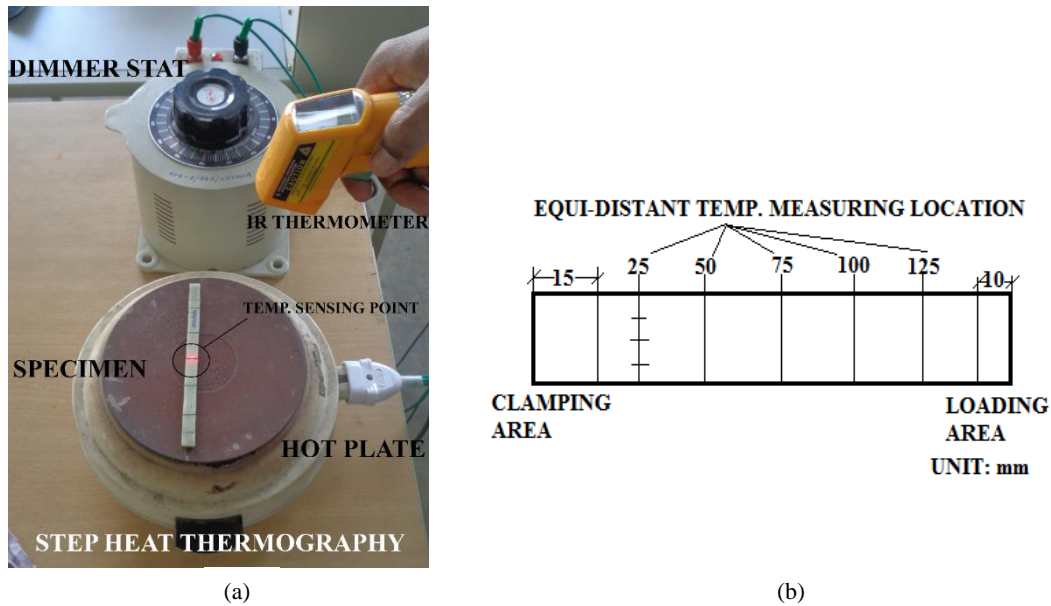 DIMMER STAT
CAUTION
IR THERMOMETER
TEMP. SENSING POINT
SPECIMEN
HOT PLATE
STEP HEAT THERMOGRAPHY
(a)
EQUI-DISTANT TEMP. MEASURING LOCATION
25 50 75 100 125
15
10
CLAMPING
AREA
LOADING
AREA
UNIT: mm
(b)